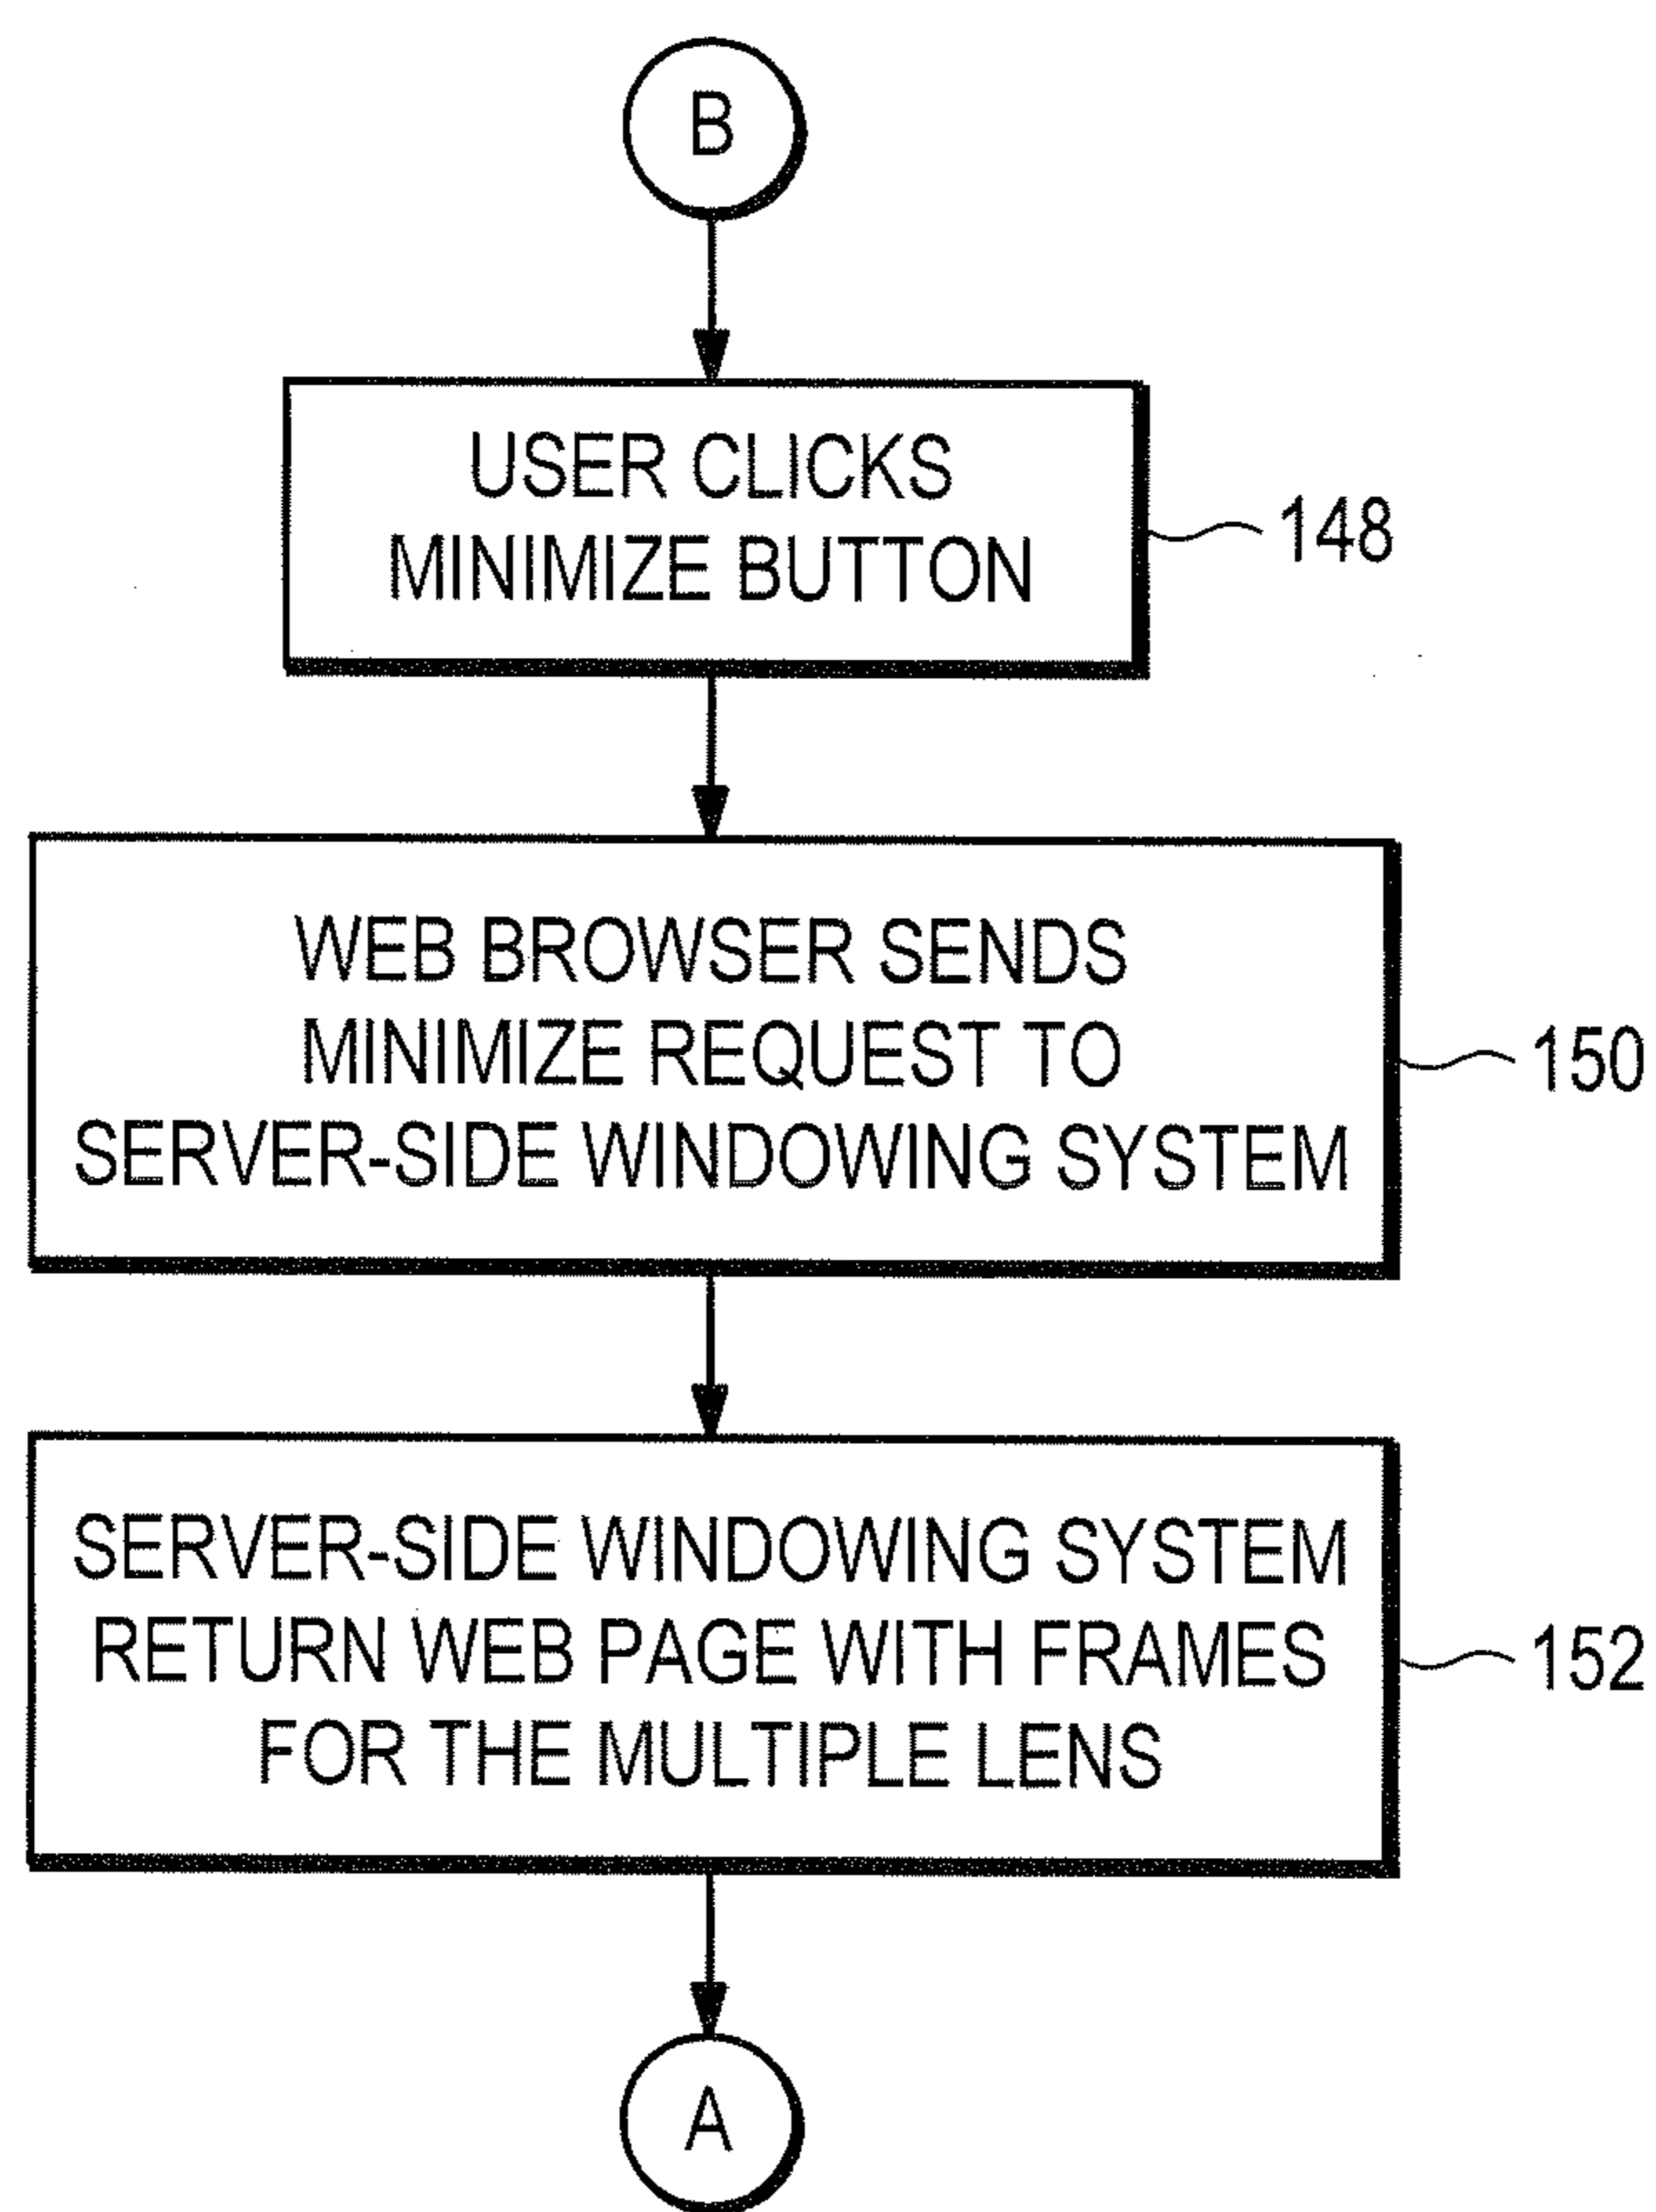 B
USER CLICKS
MINIMIZE BUTTON
148
WEB BROWSER SENDS
MINIMIZE REQUEST TO
SERVER-SIDE WINDOWING SYSTEM
150
SERVER-SIDE WINDOWING SYSTEM
RETURN WEB PAGE WITH FRAMES
FOR THE MULTIPLE LENS
152
A